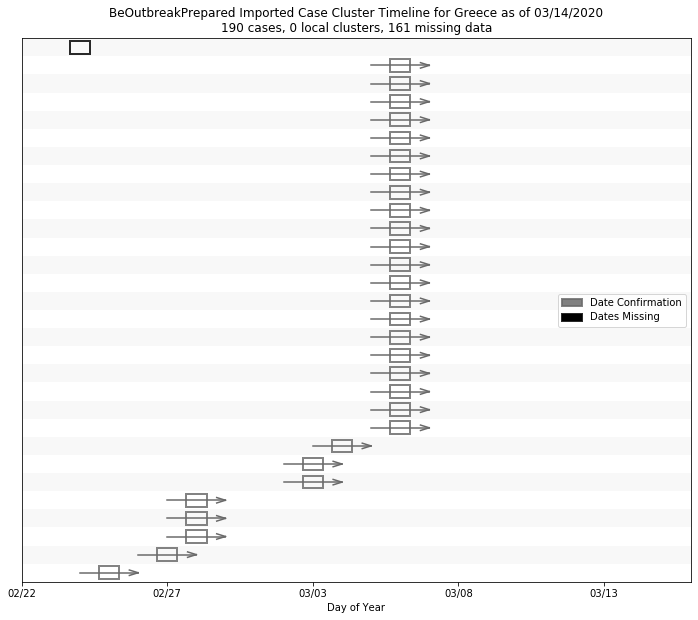 BeOutbreakPrepared Imported Case Cluster Timeline for Greece as of 03/14/2020
190 cases, 0 local clusters, 161 missing data
Date Confirmation
Dates Missing
02/22 02/27 03/03 03/08 03/13
Day of Year